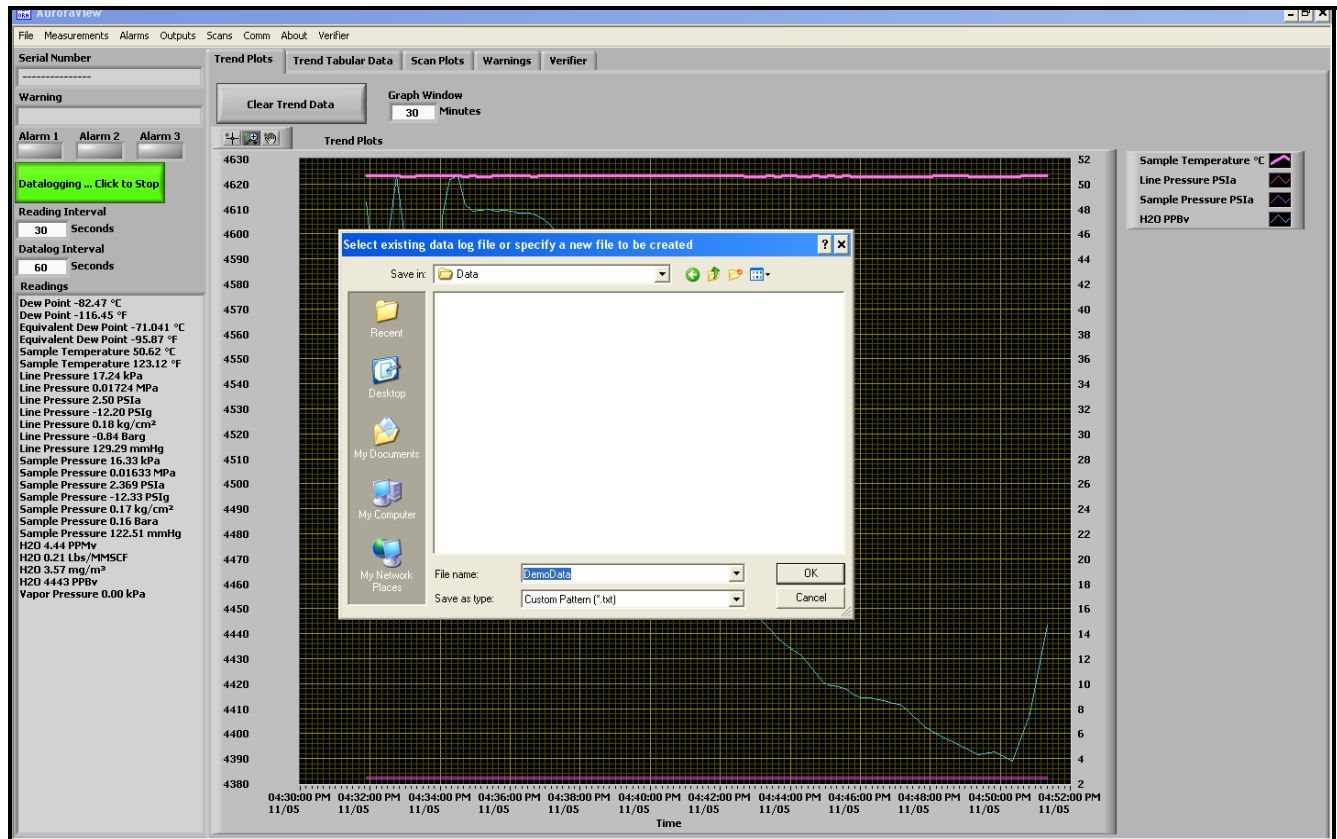 AuroraView
File Measurements Alarms Outputs Scans Comm About Verifier
Serial Number
---------------
Warning
Alarm 1 Alarm 2 Alarm 3
Datalogging ... Click to Stop
Reading Interval
30 Seconds
Datalog Interval
60 Seconds
Readings
Dew Point -82.47 °C
Dew Point -116.45 °F
Equivalent Dew Point -71.041 °C
Equivalent Dew Point -95.87 °F
Sample Temperature 50.62 °C
Sample Temperature 123.12 °F
Line Pressure 17.24 kPa
Line Pressure 0.01724 MPa
Line Pressure 2.50 PSIa
Line Pressure -12.20 PSIg
Line Pressure 0.18 kg/cm²
Line Pressure -0.84 Barg
Line Pressure 129.29 mmHg
Sample Pressure 16.33 kPa
Sample Pressure 0.01633 MPa
Sample Pressure 2.369 PSIa
Sample Pressure -12.33 PSIg
Sample Pressure 0.17 kg/cm²
Sample Pressure 0.16 Bara
Sample Pressure 122.51 mmHg
H2O 4.44 PPMv
H2O 0.21 Lbs/MMSCF
H2O 3.57 mg/m³
H2O 4443 PPBv
Vapor Pressure 0.00 kPa
Trend Plots Trend Tabular Data Scan Plots Warnings Verifier
Clear Trend Data
Graph Window
30 Minutes
Trend Plots
4630
4620
4610
4600
4590
4580
4570
4560
4550
4540
4530
4520
4510
4500
4490
4480
4470
4460
4450
4440
4430
4420
4410
4400
4390
4380
Select existing data log file or specify a new file to be created
Save in: Data
Recent
Desktop
My Documents
My Computer
My Network
Places
File name: DemoData OK
Save as type: Custom Pattern (*.txt) Cancel
52
50
48
46
44
42
40
38
36
34
32
30
28
26
24
22
20
18
16
14
12
10
8
6
4
2
04:30:00 PM 04:32:00 PM 04:34:00 PM 04:36:00 PM 04:38:00 PM 04:40:00 PM 04:42:00 PM 04:44:00 PM 04:46:00 PM 04:48:00 PM 04:50:00 PM 04:52:00 PM
11/05 11/05 11/05 11/05 11/05 11/05 11/05 11/05 11/05 11/05 11/05 11/05
Time
Sample Temperature °C
Line Pressure PSIa
Sample Pressure PSIa
H2O PPBv